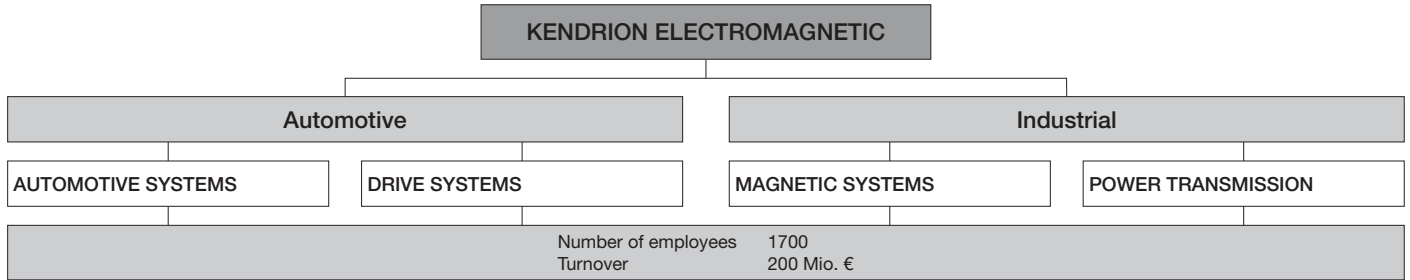 KENDRION ELECTROMAGNETIC
Automotive
Industrial
AUTOMOTIVE SYSTEMS
DRIVE SYSTEMS
MAGNETIC SYSTEMS
POWER TRANSMISSION
Number of employees 1700
Turnover 200 Mio. €